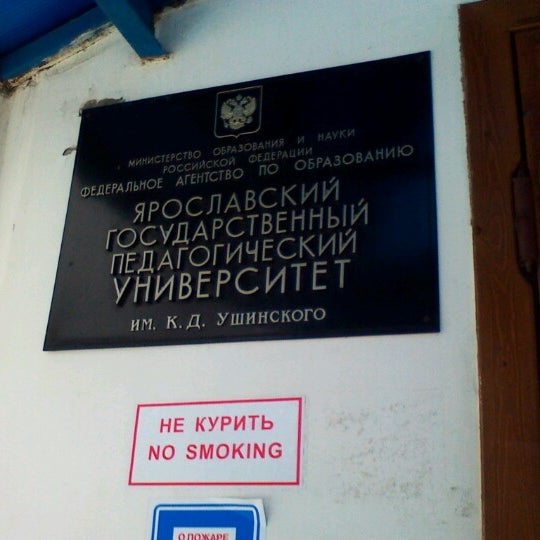 МИНИСТЕРСТВО ОБРАЗОВАНИЯ И НАУКИ
РОССИЙСКОЙ ФЕДЕРАЦИИ
ФЕДЕРАЛЬНОЕ АГЕНТСТВО ПО ОБРАЗОВАНИЮ
ЯРОСЛАВСКИЙ
ГОСУДАРСТВЕННЫЙ
ПЕДАГОГИЧЕСКИЙ
УНИВЕРСИТЕТ
ИМ. К. Д. УШИНСКОГО
НЕ КУРИТЬ
NO SMOKING
О ПОЖАРЕ